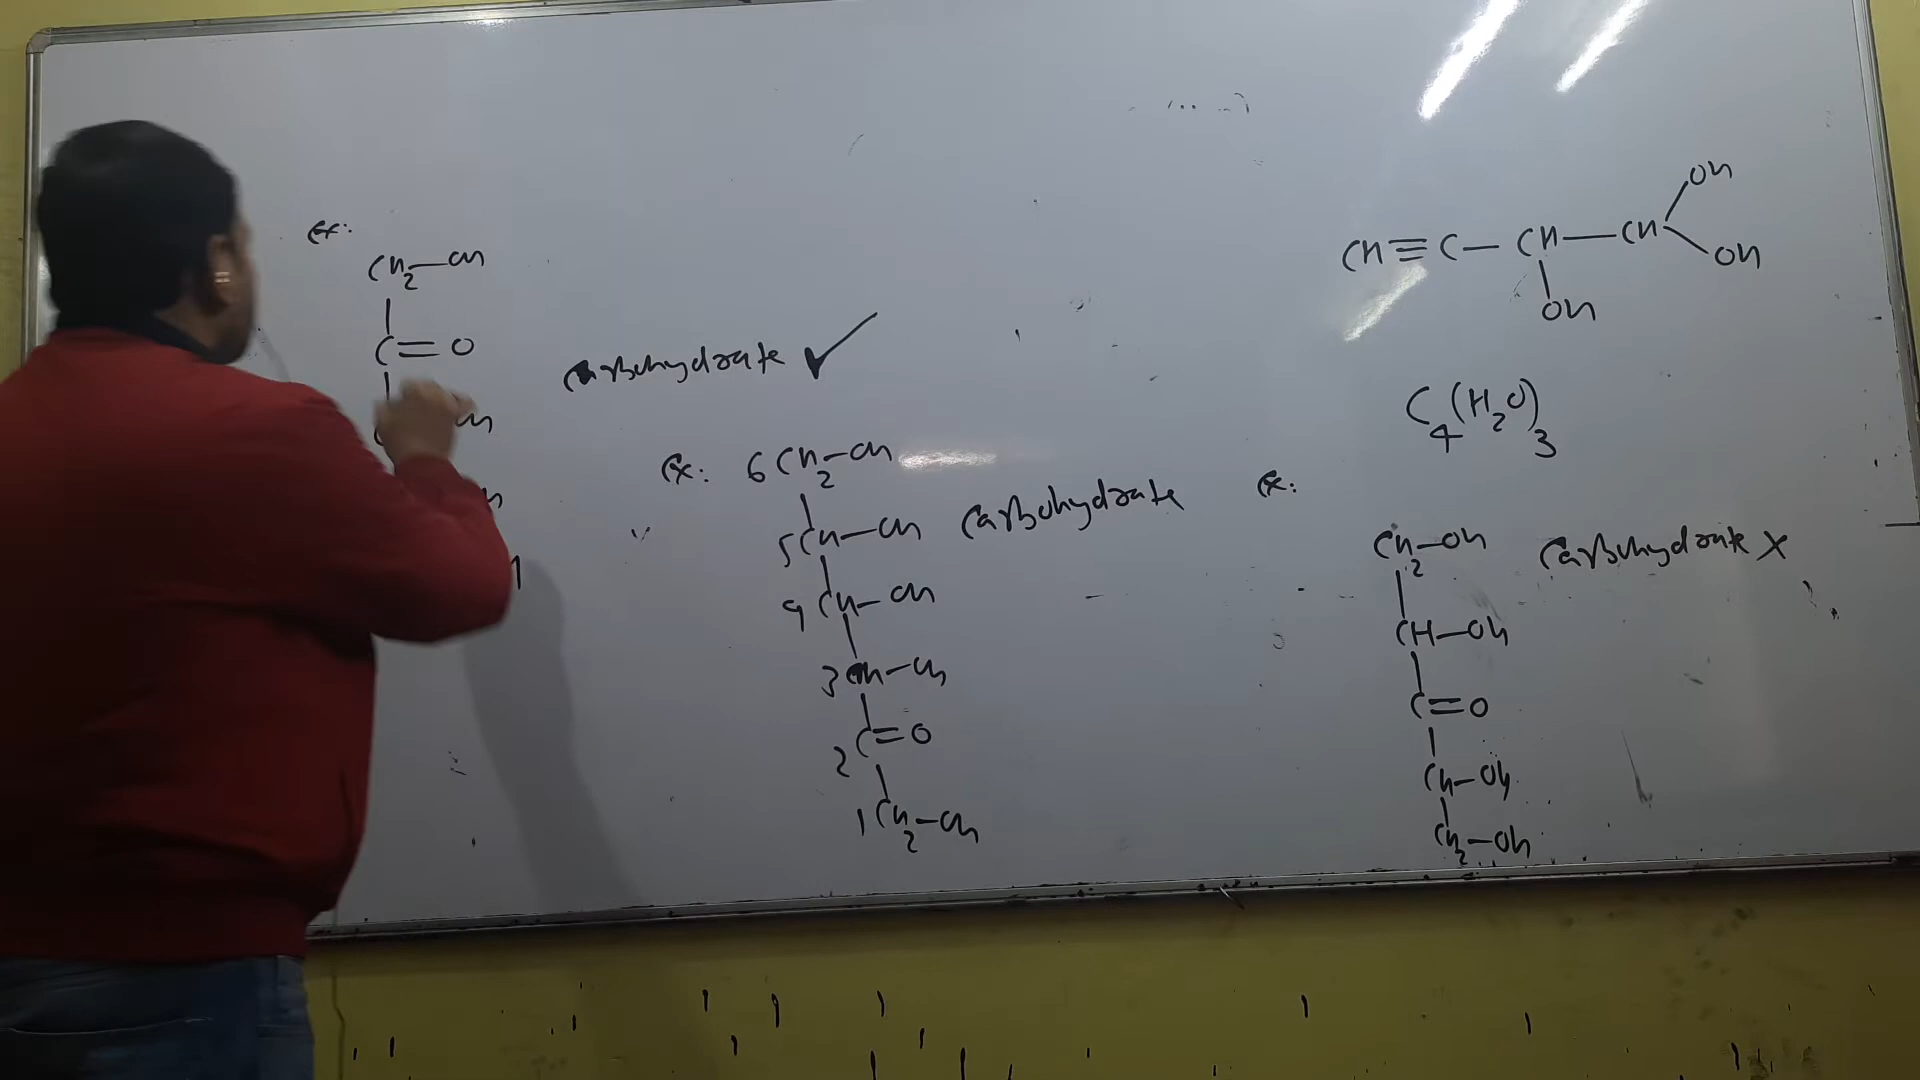 ex:
CH2—OH
C=O
OH
Carbohydrate ✓
ex: 6 CH2—OH
5 CH—OH Carbohydrate
4 CH—OH
3 CH—OH
2 C=O
1 CH2—OH
CH≡C—CH—CH
OH
OH
OH
C4(H2O)3
ex:
CH2—OH Carbohydrate X
CH—OH
C=O
CH—OH
CH2—OH